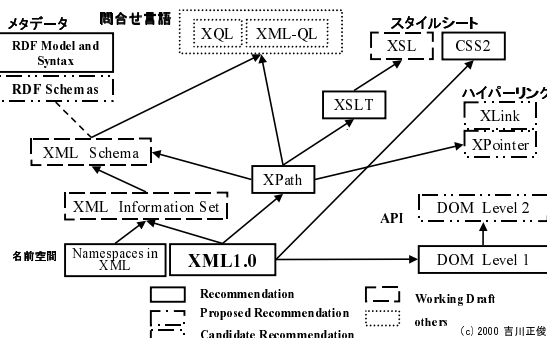 メタデータ
RDF Model and
Syntax
RDF Schemas
問合せ言語
XQL
XML-QL
スタイルシート
XSL
CSS2
XSLT
ハイパーリンク
XLink
XPointer
XML Schema
XPath
XML Information Set
API
DOM Level 2
名前空間
Namespaces in
XML
XML1.0
DOM Level 1
Recommendation
Proposed Recommendation
Candidate Recommendation
Working Draft
others
(c) 2000 吉川正俊